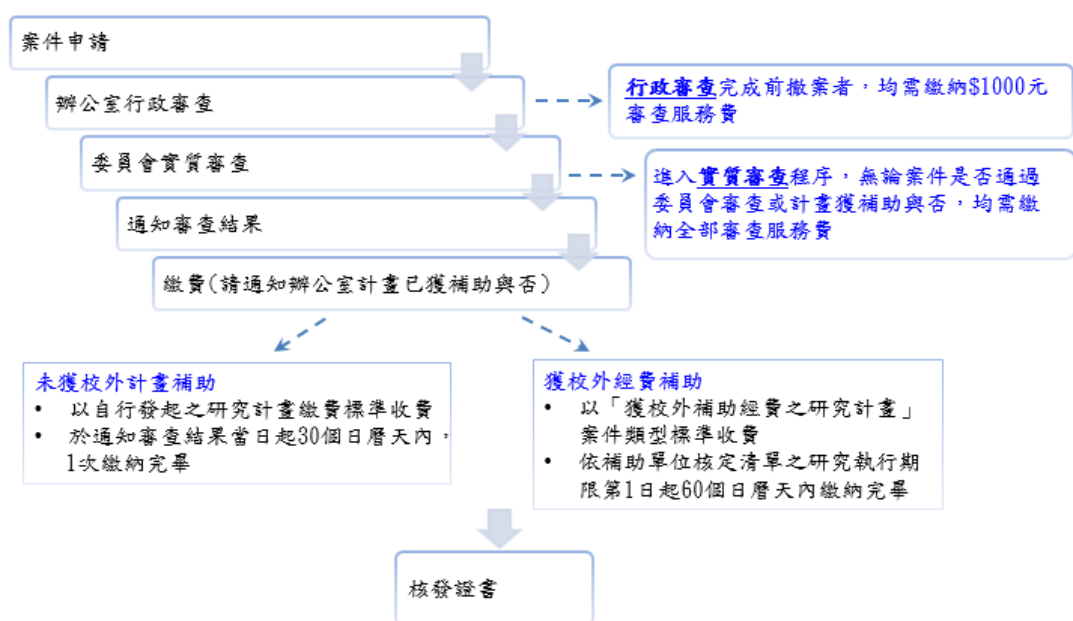 案件申請
辦公室行政審查
行政審查完成前撤案者，均需繳納$1000元
審查服務費
委員會實質審查
進入實質審查程序，無論案件是否通過
委員會審查或計畫獲補助與否，均需繳
納全部審查服務費
通知審查結果
繳費(請通知辦公室計畫已獲補助與否)
未獲校外計畫補助
• 以自行發起之研究計畫繳費標準收費
• 於通知審查結果當日起30個日曆天內，
1次繳納完畢
獲校外經費補助
• 以「獲校外補助經費之研究計畫」
案件類型標準收費
• 依補助單位核定清單之研究執行期
限第1日起60個日曆天內繳納完畢
核發證書